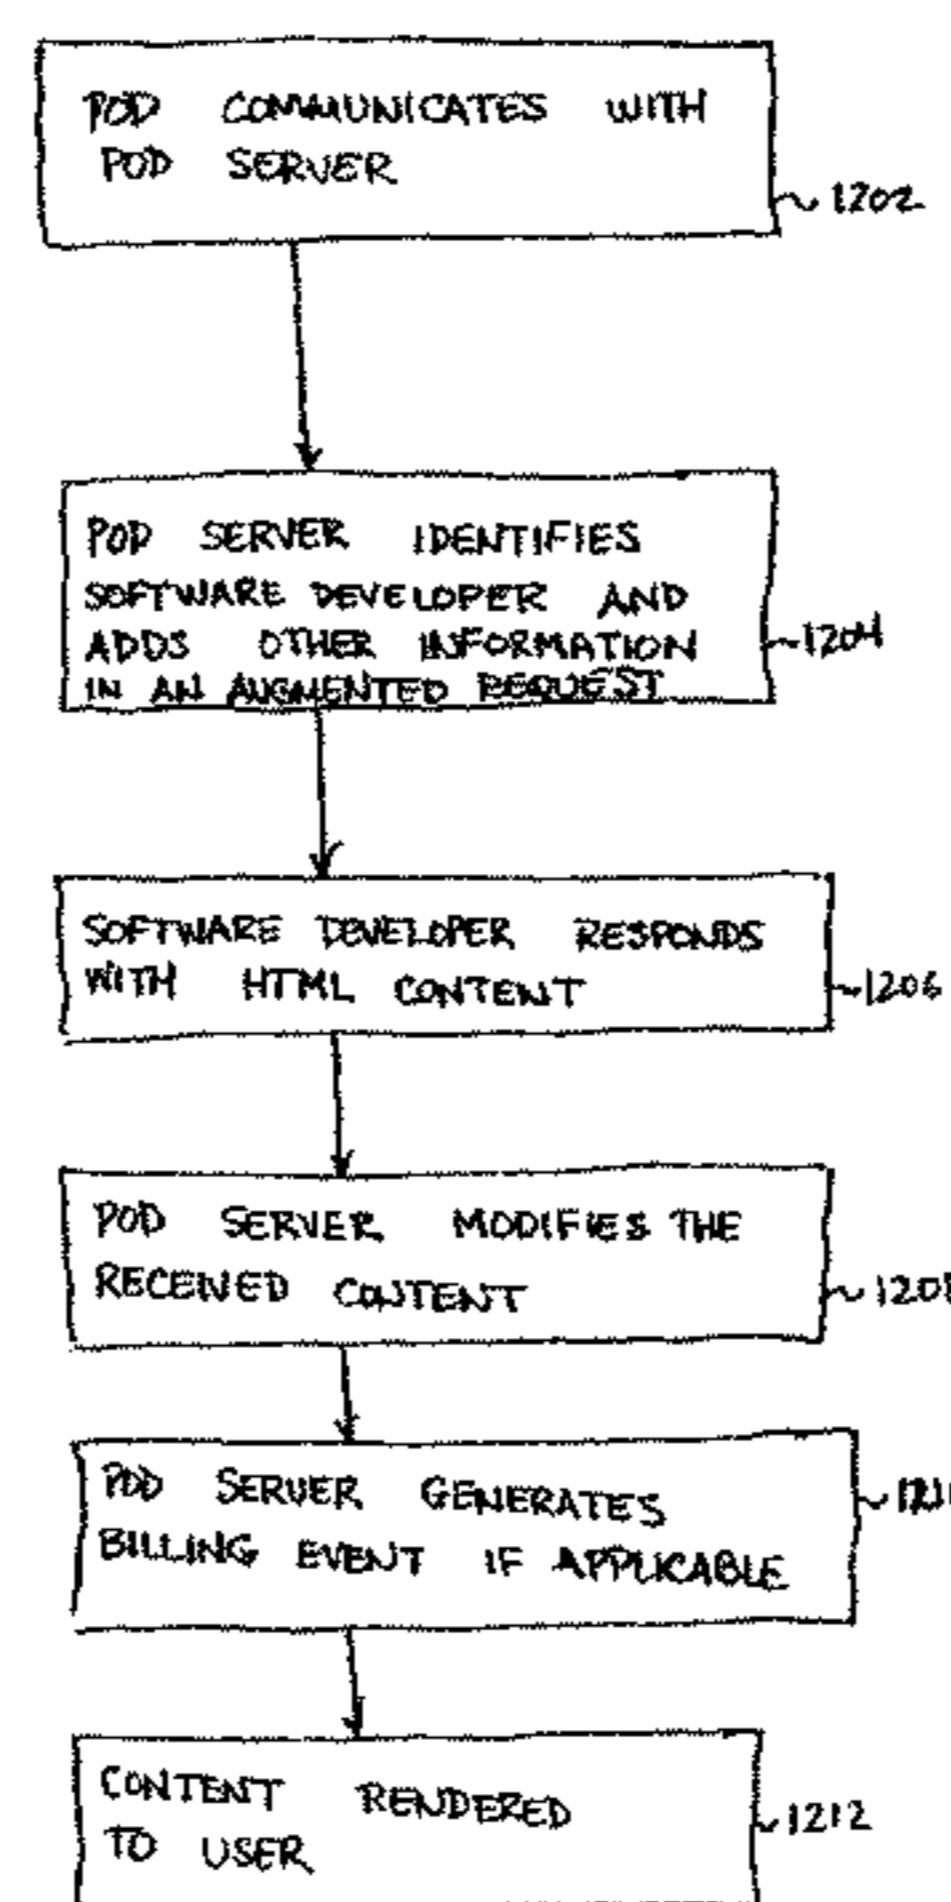 POD COMMUNICATES WITH
POD SERVER
1202
POD SERVER IDENTIFIES
SOFTWARE DEVELOPER AND
ADDS OTHER INFORMATION
IN AN AUGMENTED REQUEST
1204
SOFTWARE DEVELOPER RESPONDS
WITH HTML CONTENT
1206
POD SERVER MODIFIES THE
RECEIVED CONTENT
1208
POD SERVER GENERATES
BILLING EVENT IF APPLICABLE
CONTENT RENDERED
TO USER
1212